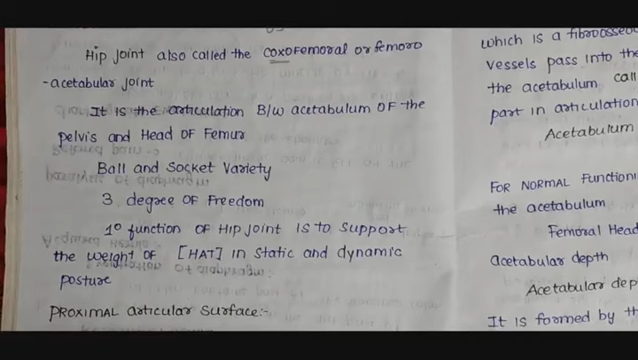 Hip Joint also called the coxofemoral or femoro
-acetabular joint
It is the articulation B/w acetabulum OF the
pelvis and Head OF Femur
Ball and Socket Variety
3 degree OF Freedom
1° function OF Hip joint Is to support
the weight OF [HAT] in Static and dynamic
posture
PROXIMAL articular Surface:-
which is a fibroosseo
vessels pass into the
the acetabulum call
part in articulation
Acetabulum
FOR NORMAL Functioni
the acetabulum
Femoral Head
acetabular depth
Acetabular dep
It is formed by th